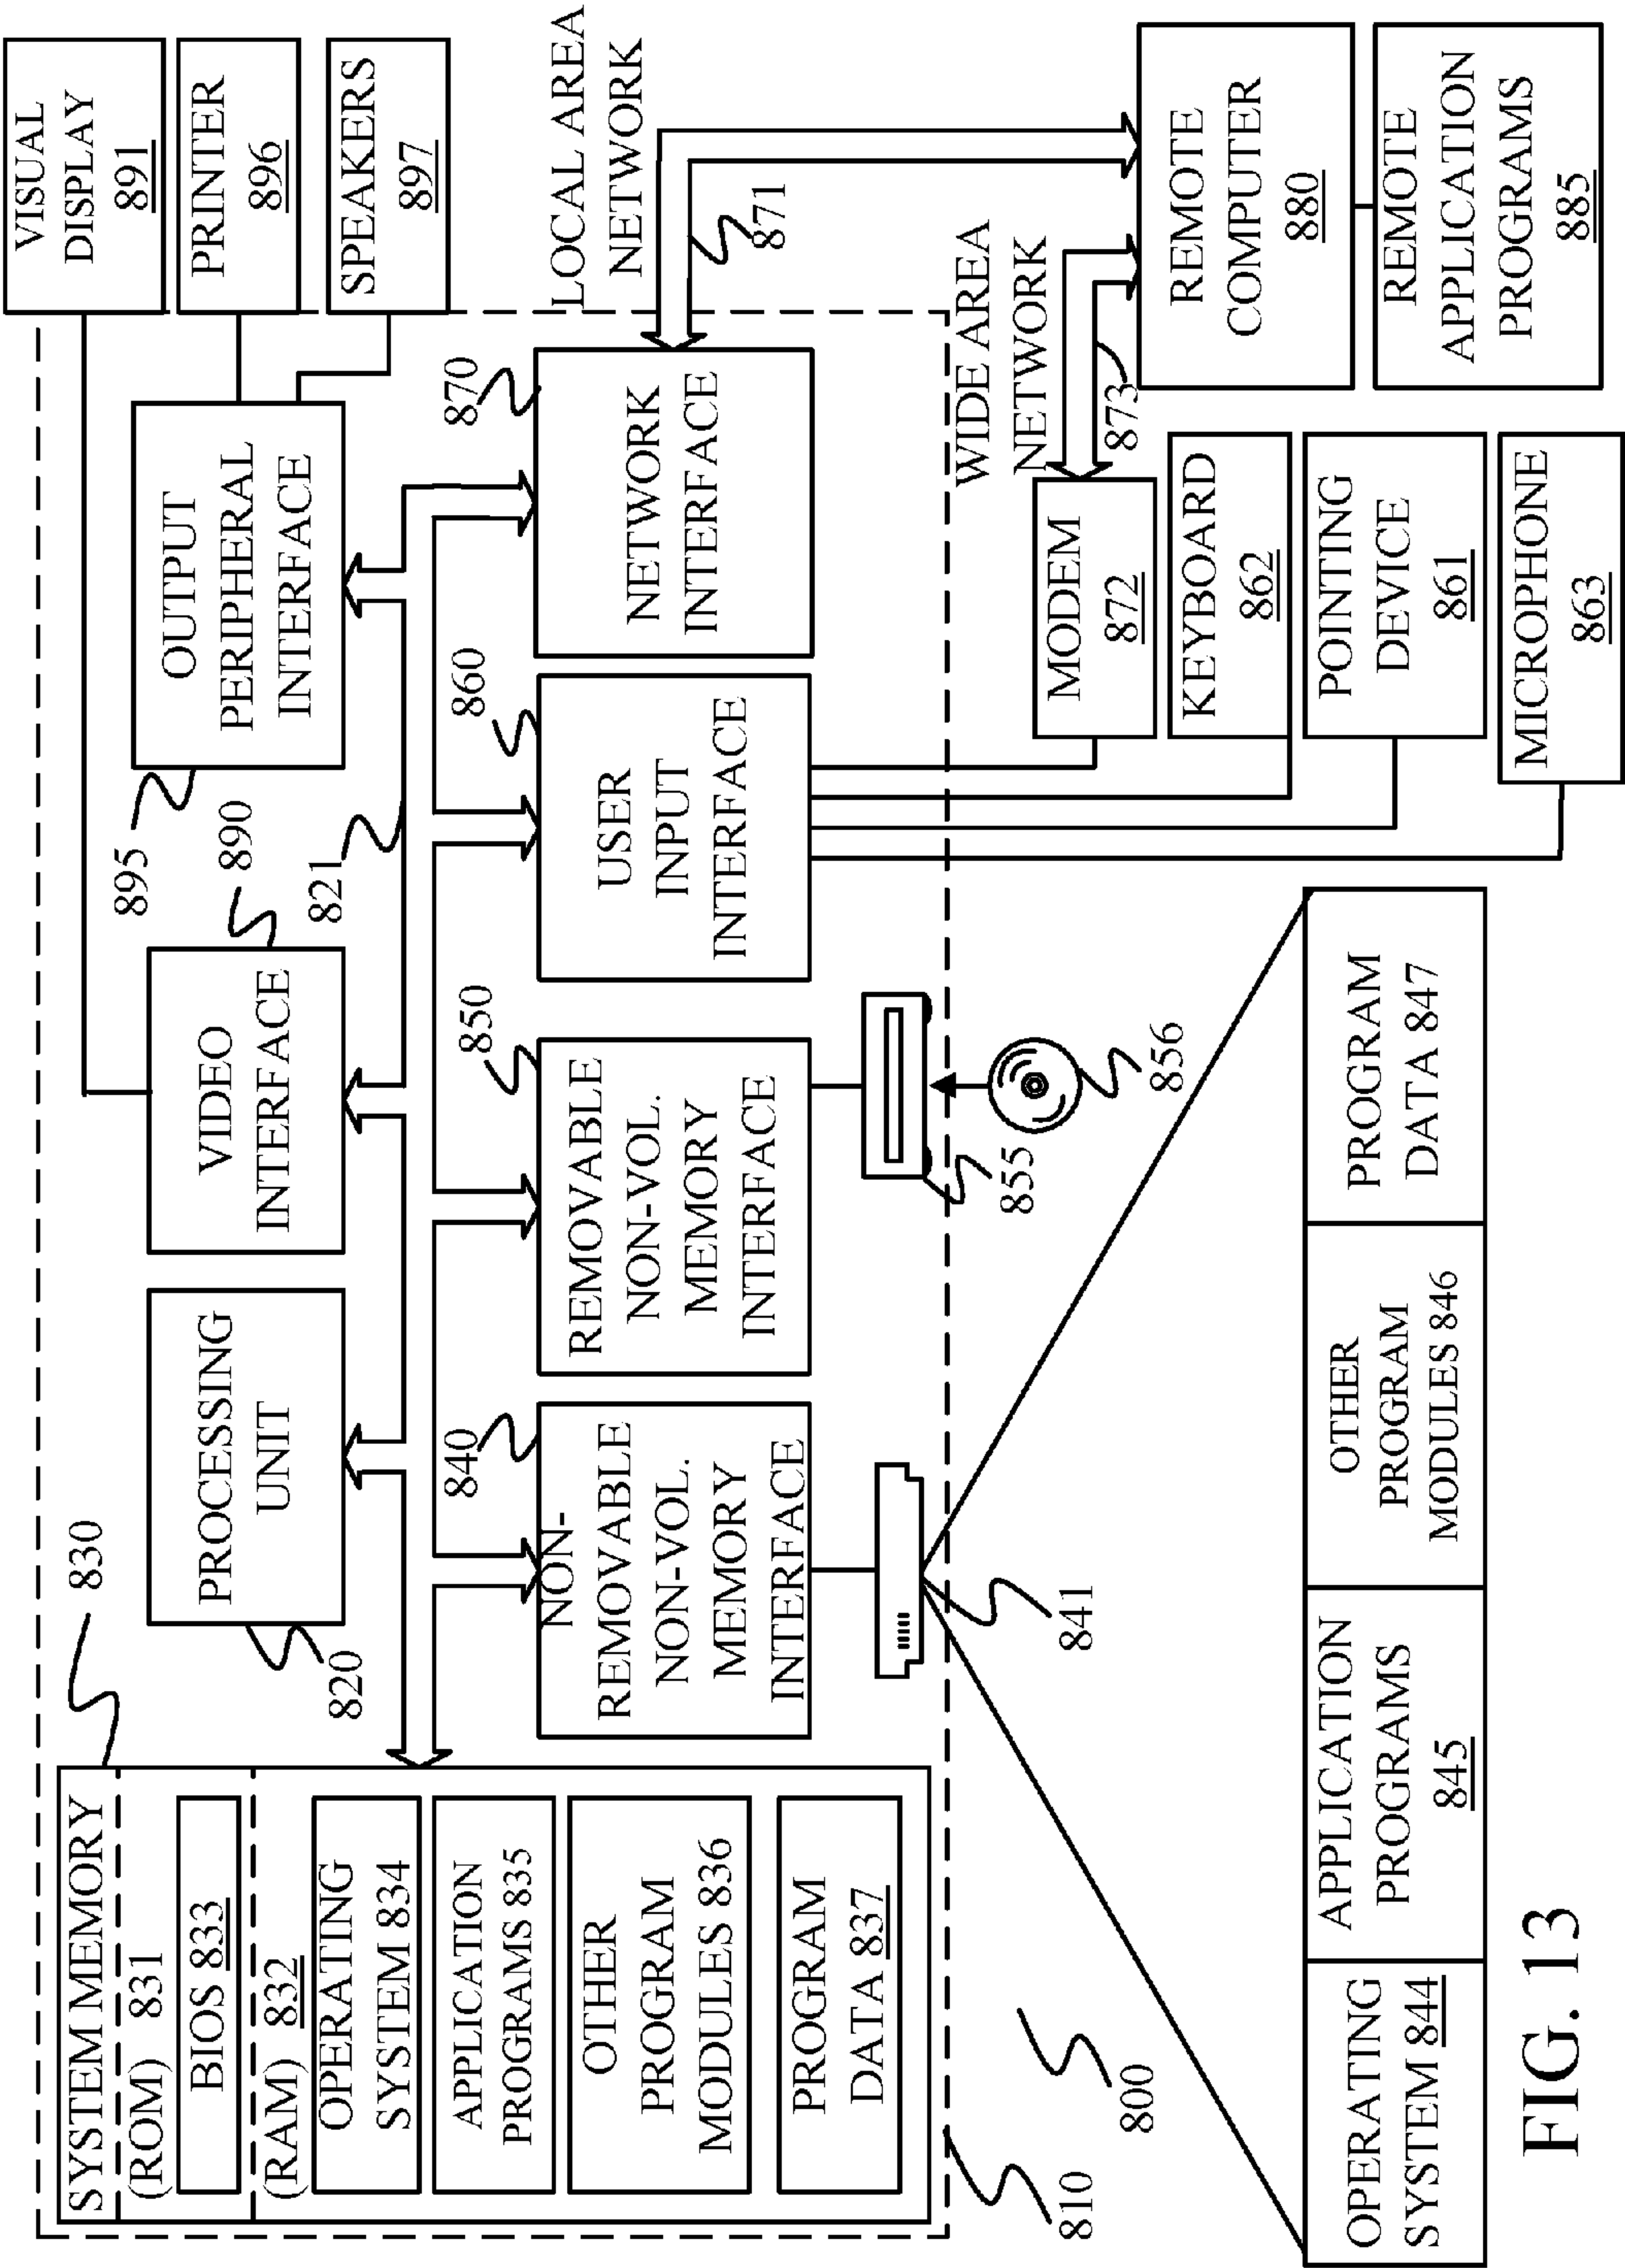 SYSTEM MEMORY
(ROM) 831
BIOS 833
(RAM) 832
OPERATING
SYSTEM 834
APPLICATION
PROGRAMS 835
OTHER
PROGRAM
MODULES 836
PROGRAM
DATA 837
830
820
PROCESSING
UNIT
VIDEO
INTERFACE
890
821
895
OUTPUT
PERIPHERAL
INTERFACE
VISUAL
DISPLAY
891
PRINTER
896
SPEAKERS
897
840
NON-
REMOVABLE
NON-VOL.
MEMORY
INTERFACE
850
REMOVABLE
NON-VOL.
MEMORY
INTERFACE
860
USER
INPUT
INTERFACE
870
NETWORK
INTERFACE
LOCAL AREA
NETWORK
871
841
855
856
WIDE AREA
NETWORK
873
MODEM
872
KEYBOARD
862
POINTING
DEVICE
861
MICROPHONE
863
REMOTE
COMPUTER
880
REMOTE
APPLICATION
PROGRAMS
885
810
800
OPERATING
SYSTEM 844
APPLICATION
PROGRAMS
845
OTHER
PROGRAM
MODULES 846
PROGRAM
DATA 847
FIG. 13